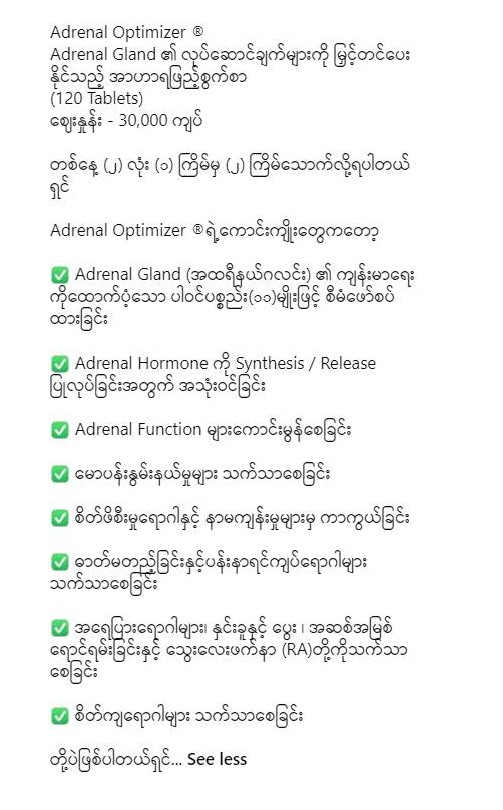 Adrenal Optimizer ®
Adrenal Gland ၏ လုပ်ဆောင်ချက်များကို မြှင့်တင်ပေး
နိုင်သည့် အာဟာရဖြည့်စွက်စာ
(120 Tablets)
ဈေးနှုန်း - 30,000 ကျပ်
တစ်နေ့ (၂) လုံး (၁) ကြိမ်မှ (၂) ကြိမ်သောက်လို့ရပါတယ်
ရှင်
Adrenal Optimizer ®ရဲ့ကောင်းကျိုးတွေကတော့
✅ Adrenal Gland (အထရီနယ်ဂလင်း) ၏ ကျန်းမာရေး
ကိုထောက်ပံ့သော ပါဝင်ပစ္စည်း(၁၁)မျိုးဖြင့် စီမံဖော်စပ်
ထားခြင်း
✅ Adrenal Hormone ကို Synthesis / Release
ပြုလုပ်ခြင်းအတွက် အသုံးဝင်ခြင်း
✅ Adrenal Function များကောင်းမွန်စေခြင်း
✅ မောပန်းနွမ်းနယ်မှုများ သက်သာစေခြင်း
✅ စိတ်ဖိစီးမှုရောဂါနှင့် နာမကျန်းမှုများမှ ကာကွယ်ခြင်း
✅ ဓာတ်မတည့်ခြင်းနှင့်ပန်းနာရင်ကျပ်ရောဂါများ
သက်သာစေခြင်း
✅ အရေပြားရောဂါများ၊ နှင်းခူနှင့် ပွေး ၊ အဆစ်အမြစ်
ရောင်ရမ်းခြင်းနှင့် သွေးလေးဖက်နာ (RA)တို့ကိုသက်သာ
စေခြင်း
✅ စိတ်ကျရောဂါများ သက်သာစေခြင်း
တို့ပဲဖြစ်ပါတယ်ရှင်... See less